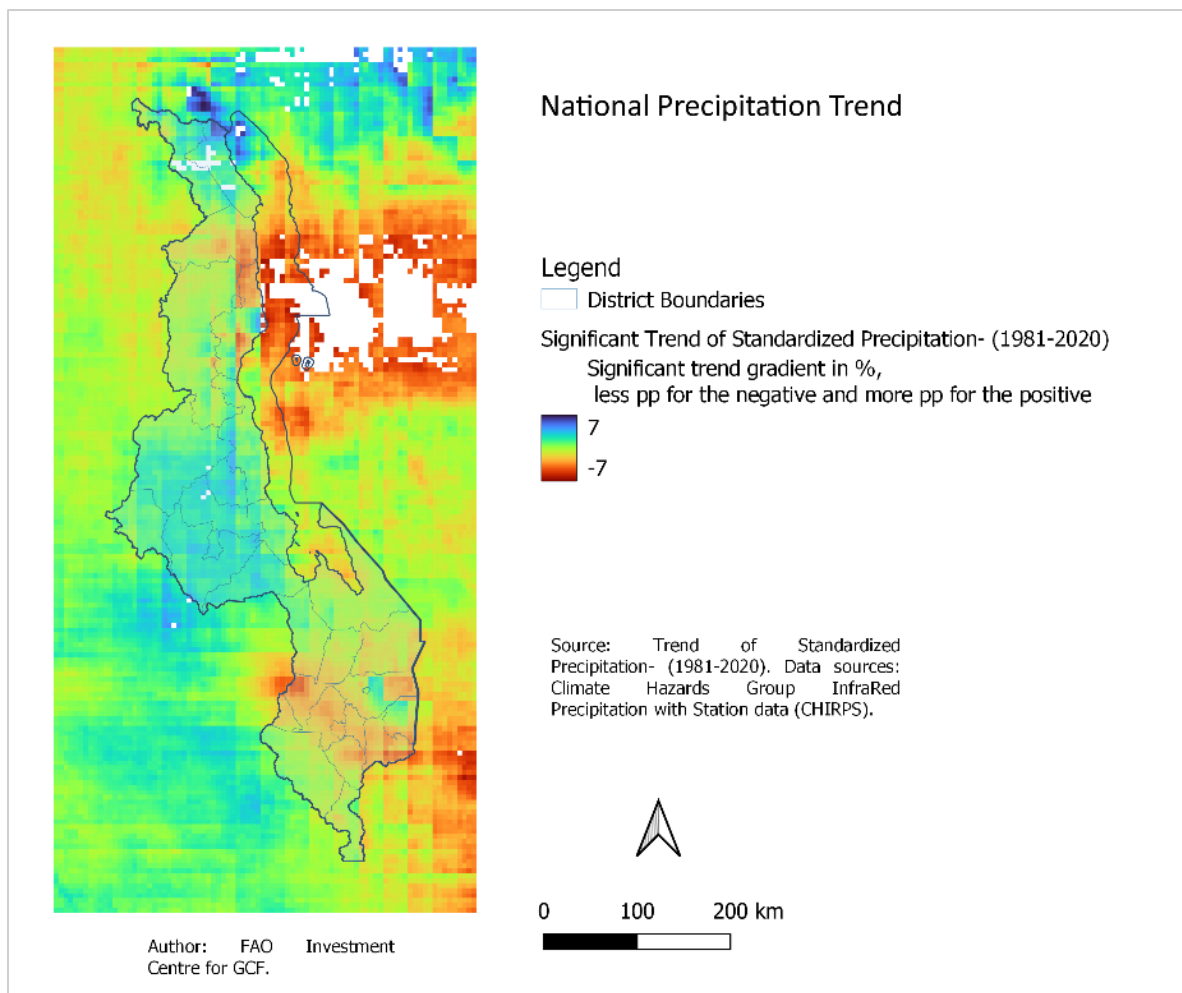 National Precipitation Trend
Legend
District Boundaries
Significant Trend of Standardized Precipitation- (1981-2020)
Significant trend gradient in %,
less pp for the negative and more pp for the positive
7
-7
Source: Trend of Standardized
Precipitation- (1981-2020). Data sources:
Climate Hazards Group InfraRed
Precipitation with Station data (CHIRPS).
0 100 200 km
Author: FAO Investment
Centre for GCF.